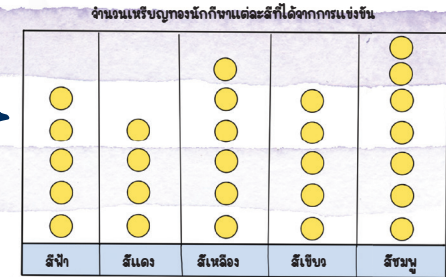 จำนวนเหรียญทองนักกีฬาแต่ละสีที่ได้จากการแข่งขัน
สีฟ้า สีแดง สีเหลือง สีเขียว สีชมพู